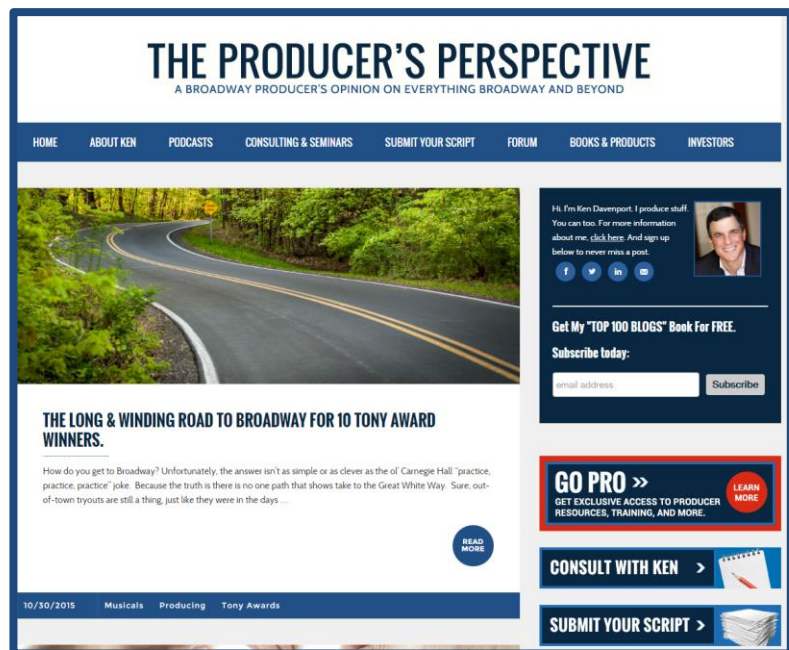 THE PRODUCER'S PERSPECTIVE
A BROADWAY PRODUCER'S OPINION ON EVERYTHING BROADWAY AND BEYOND
HOME ABOUT KEN PODCASTS CONSULTING & SEMINARS SUBMIT YOUR SCRIPT FORUM BOOKS & PRODUCTS INVESTORS
THE LONG & WINDING ROAD TO BROADWAY FOR 10 TONY AWARD
WINNERS.
How do you get to Broadway? Unfortunately, the answer isn't as simple or as clever as the ol' Carnegie Hall "practice,
practice, practice" joke. Because the truth is there is no one path that shows take to the Great White Way. Sure, out-
of-town tryouts are still a thing, just like they were in the days ...
READ
MORE
10/30/2015 Musicals Producing Tony Awards
Hi. I'm Ken Davenport. I produce stuff.
You can too. For more information
about me, click here. And sign up
below to never miss a post.
Get My "TOP 100 BLOGS" Book For FREE.
Subscribe today:
email address Subscribe
GO PRO »
GET EXCLUSIVE ACCESS TO PRODUCER
RESOURCES, TRAINING, AND MORE.
LEARN
MORE
CONSULT WITH KEN >
SUBMIT YOUR SCRIPT >